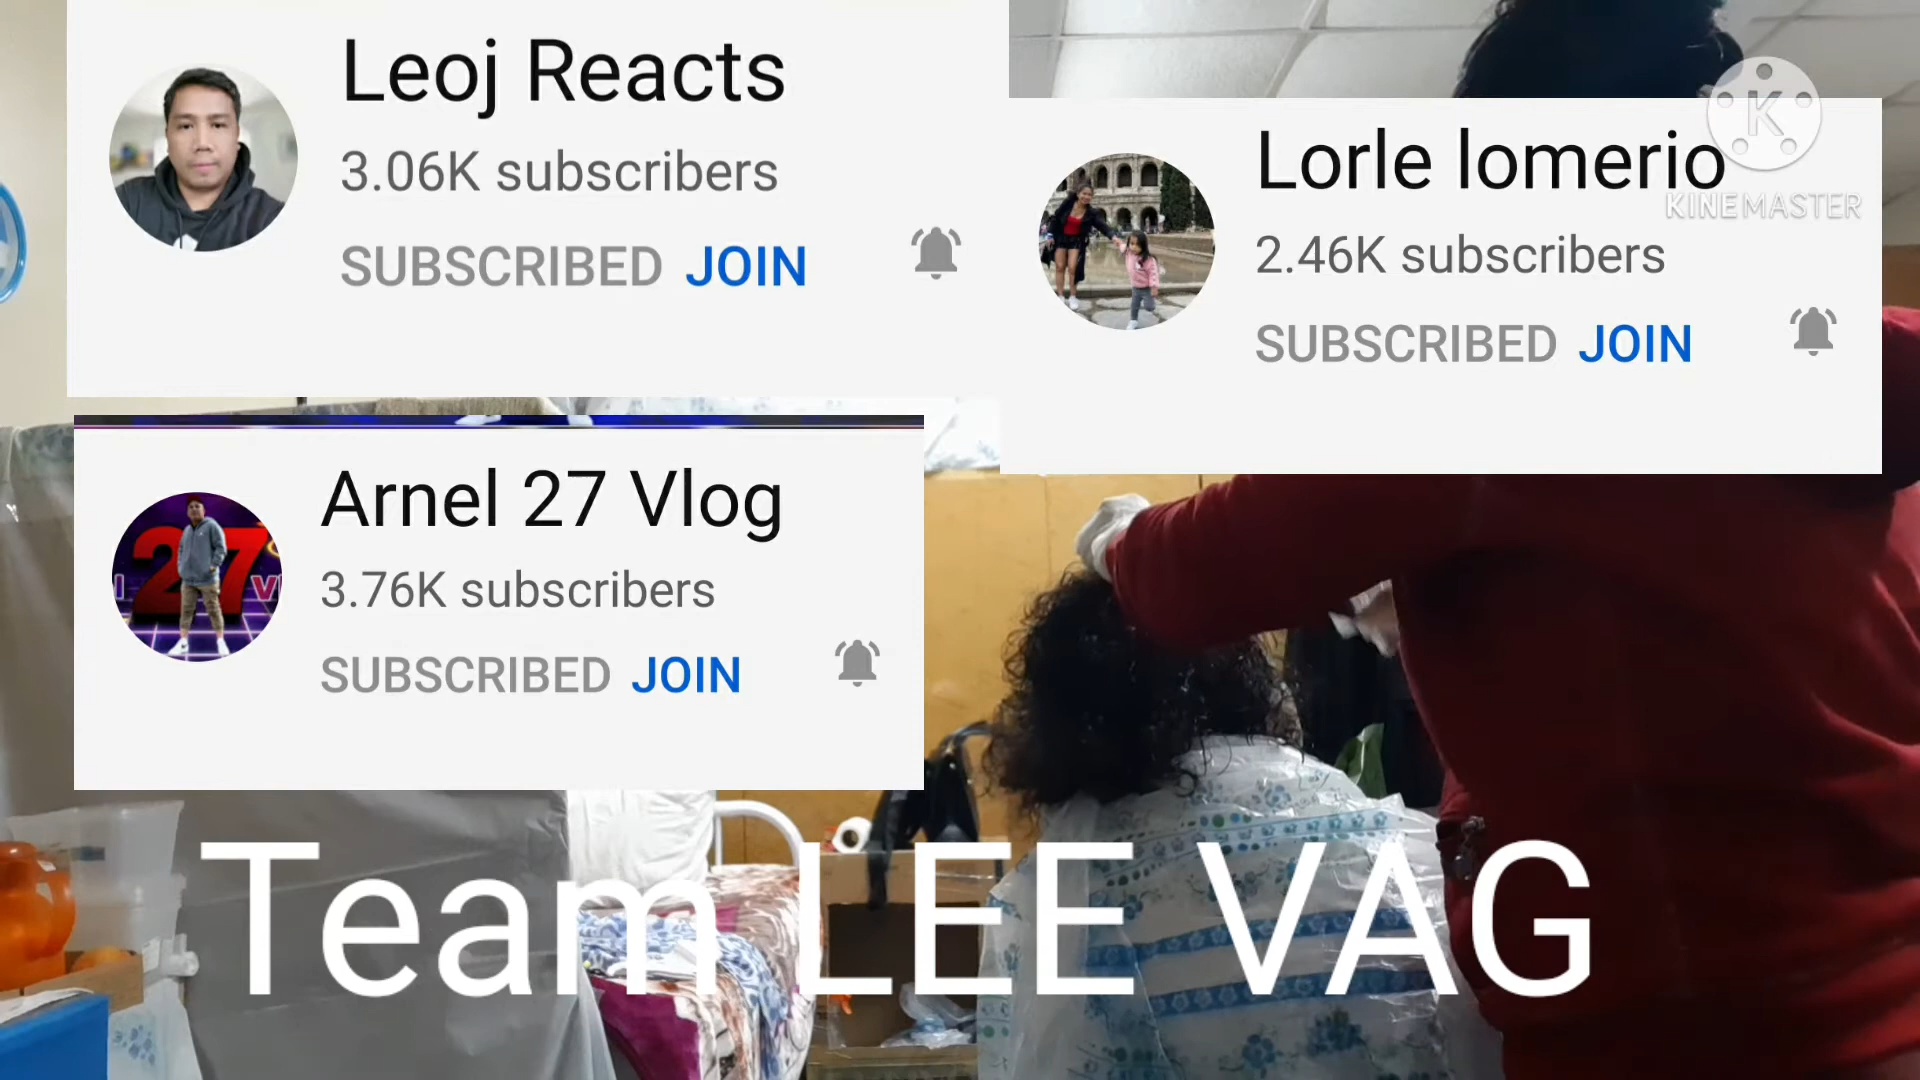 Leoj Reacts
3.06K subscribers
SUBSCRIBED JOIN
Lorle lomerio
2.46K subscribers
SUBSCRIBED JOIN
K
KINEMASTER
Arnel 27 Vlog
3.76K subscribers
SUBSCRIBED JOIN
27
Team LEE VAG